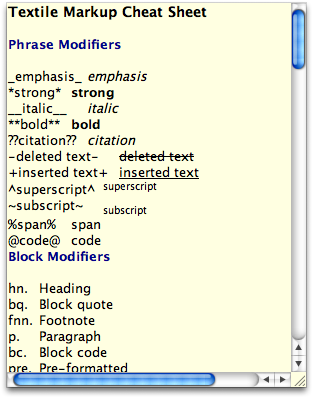 Textile Markup Cheat Sheet
Phrase Modifiers
_emphasis_ emphasis
*strong* strong
__italic__ italic
**bold** bold
??citation?? citation
-deleted text- deleted text
+inserted text+ inserted text
^superscript^ superscript
~subscript~ subscript
%span% span
@code@ code
Block Modifiers
hn. Heading
bq. Block quote
fnn. Footnote
p. Paragraph
bc. Block code
pre. Pre-formatted